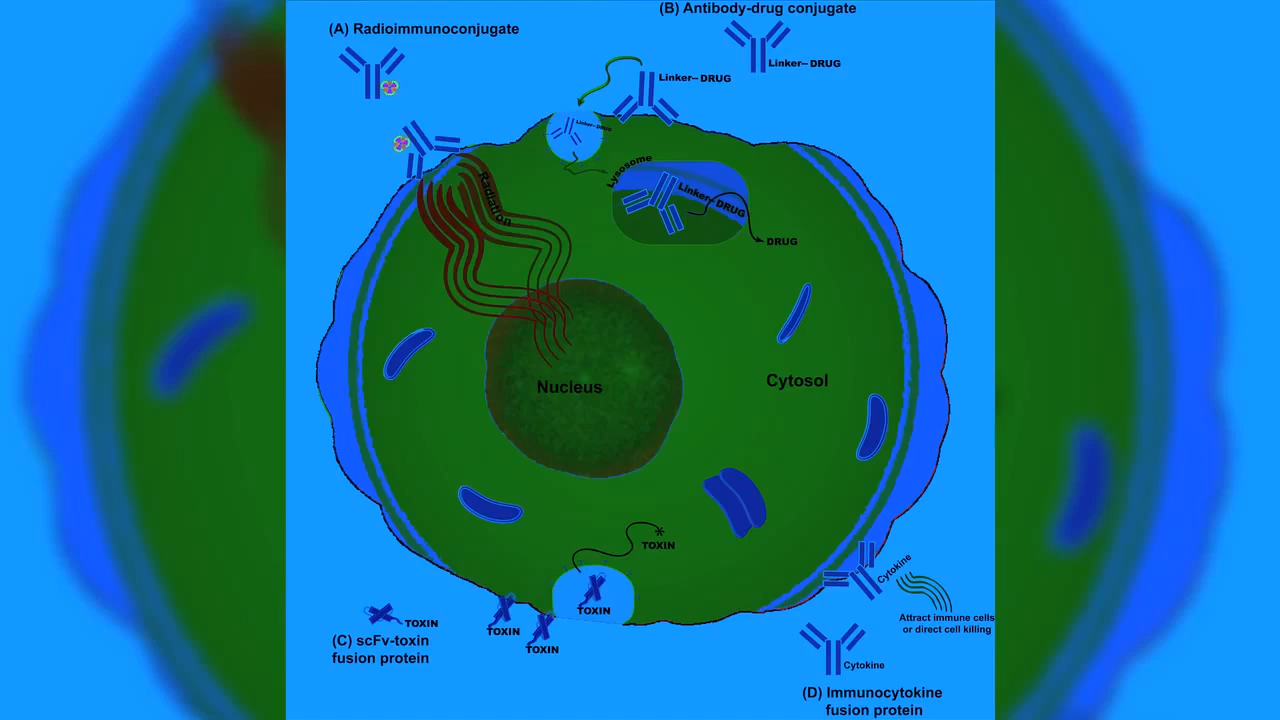 (B) Antibody-drug conjugate
(A) Radioimmunoconjugate
Linker–DRUG
Linker–DRUG
Linker–DRUG
Lysosome
Radiation
Linker–DRUG
DRUG
Nucleus
Cytosol
TOXIN
Cytokine
TOXIN
TOXIN
TOXIN
TOXIN
Attract immune cells
or direct cell killing
(C) scFv-toxin
fusion protein
Cytokine
(D) Immunocytokine
fusion protein